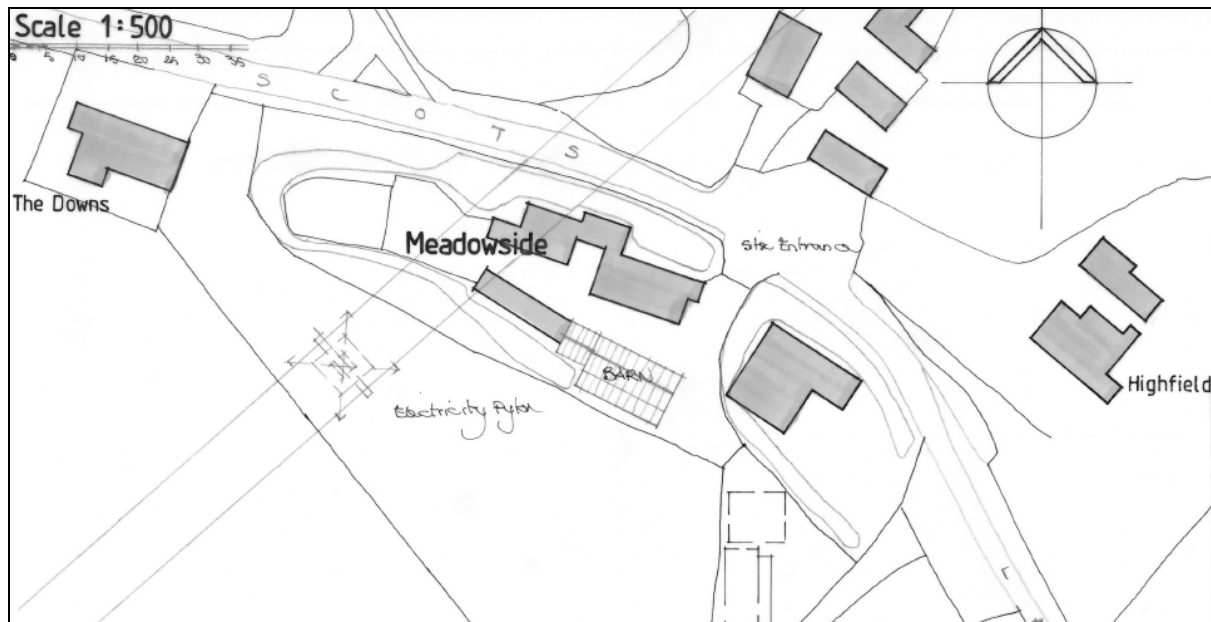 Scale 1:500
0 5 10 15 20 25 30 35
S C O T S
The Downs
Meadowside
Site Entrance
BARN
Electricity Pylon
Highfield
L